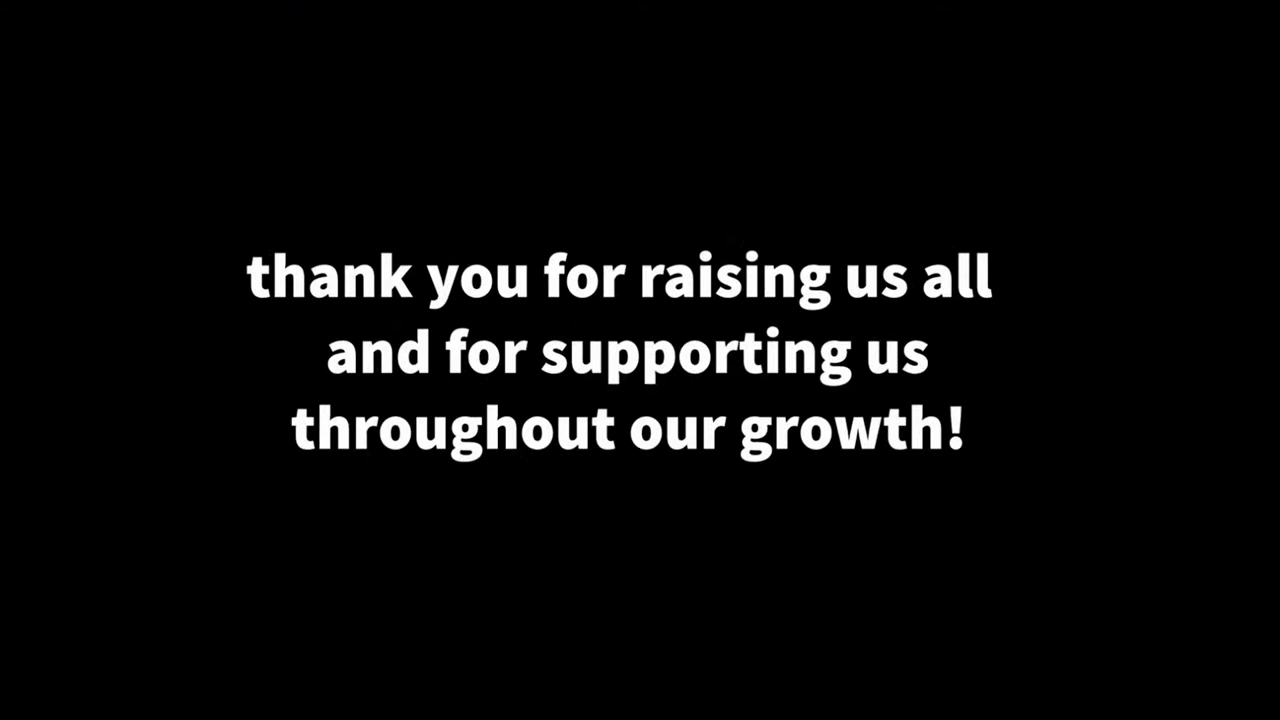 thank you for raising us all
and for supporting us
throughout our growth!